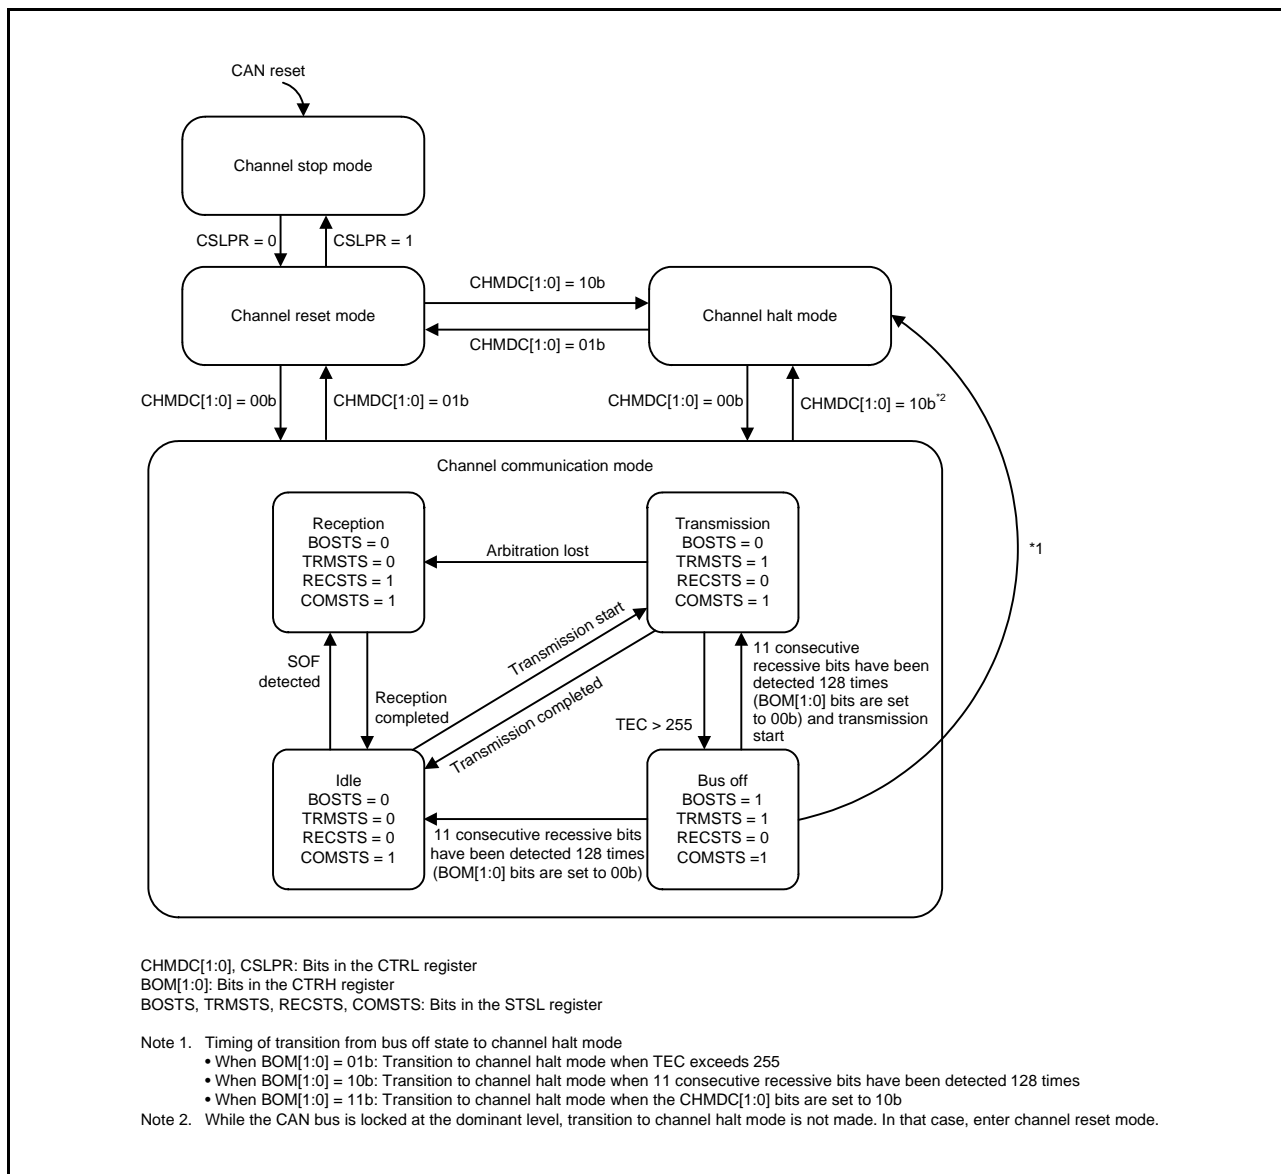 CAN reset
Channel stop mode
CSLPR = 0
CSLPR = 1
Channel reset mode
CHMDC[1:0] = 10b
CHMDC[1:0] = 01b
Channel halt mode
CHMDC[1:0] = 00b
CHMDC[1:0] = 01b
CHMDC[1:0] = 00b
CHMDC[1:0] = 10b*2
Channel communication mode
Reception
BOSTS = 0
TRMSTS = 0
RECSTS = 1
COMSTS = 1
Arbitration lost
Transmission
BOSTS = 0
TRMSTS = 1
RECSTS = 0
COMSTS = 1
*1
SOF
detected
Reception
completed
Transmission start
Transmission completed
TEC > 255
11 consecutive
recessive bits have been
detected 128 times
(BOM[1:0] bits are set
to 00b) and transmission
start
Idle
BOSTS = 0
TRMSTS = 0
RECSTS = 0
COMSTS = 1
11 consecutive recessive bits
have been detected 128 times
(BOM[1:0] bits are set to 00b)
Bus off
BOSTS = 1
TRMSTS = 1
RECSTS = 0
COMSTS =1
CHMDC[1:0], CSLPR: Bits in the CTRL register
BOM[1:0]: Bits in the CTRH register
BOSTS, TRMSTS, RECSTS, COMSTS: Bits in the STSL register
Note 1. Timing of transition from bus off state to channel halt mode
• When BOM[1:0] = 01b: Transition to channel halt mode when TEC exceeds 255
• When BOM[1:0] = 10b: Transition to channel halt mode when 11 consecutive recessive bits have been detected 128 times
• When BOM[1:0] = 11b: Transition to channel halt mode when the CHMDC[1:0] bits are set to 10b
Note 2. While the CAN bus is locked at the dominant level, transition to channel halt mode is not made. In that case, enter channel reset mode.